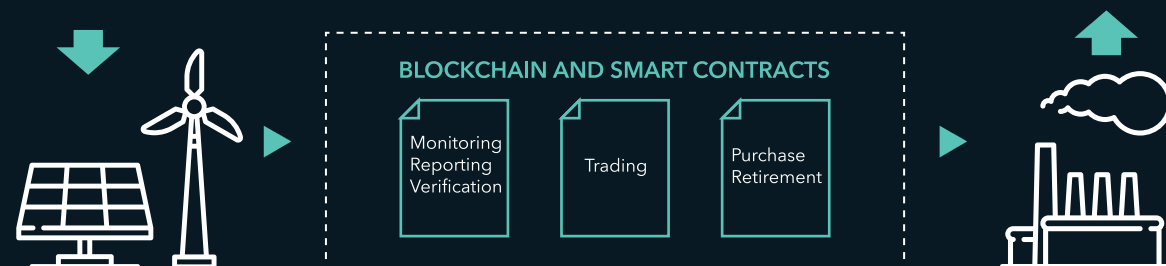 BLOCKCHAIN AND SMART CONTRACTS
Monitoring
Reporting
Verification
Trading
Purchase
Retirement